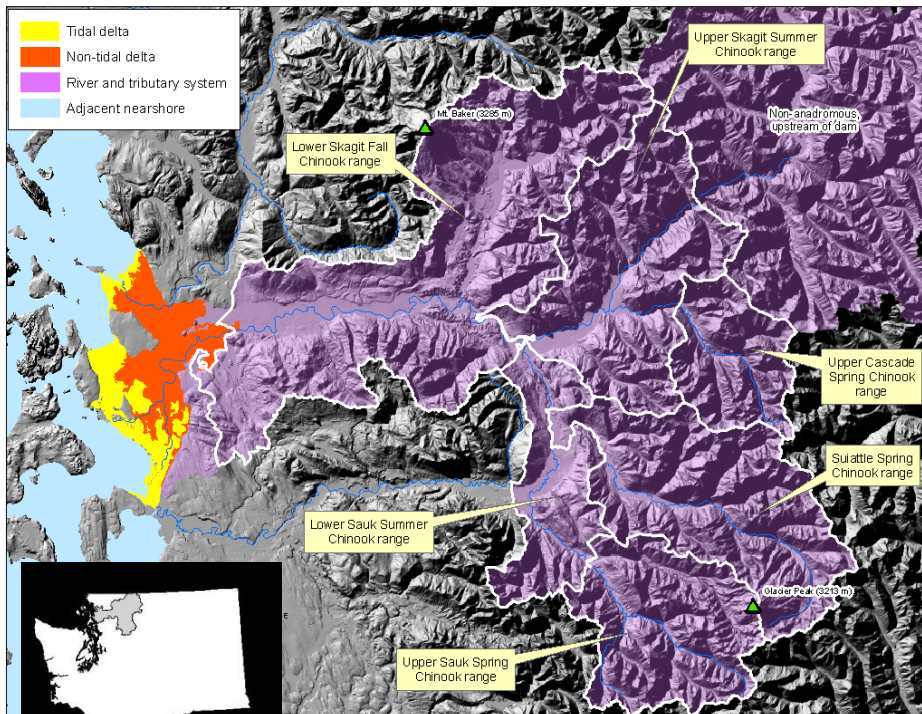 Tidal delta
Non-tidal delta
River and tributary system
Adjacent nearshore
Upper Skagit Summer
Chinook range
Mt. Baker (3285 m)
Non-anadromous,
upstream of dam
Lower Skagit Fall
Chinook range
Upper Cascade
Spring Chinook
range
Suiattle Spring
Chinook range
Lower Sauk Summer
Chinook range
Glacier Peak (3213 m)
Upper Sauk Spring
Chinook range
E